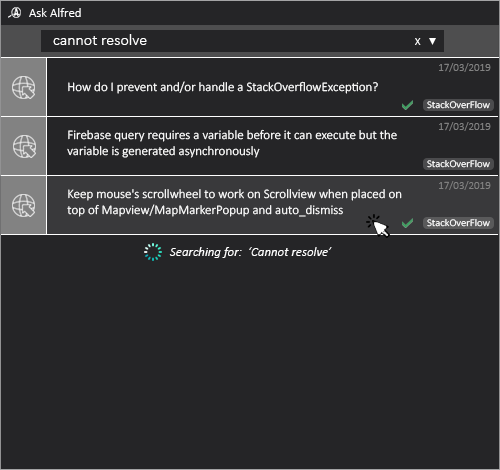 Ask Alfred
cannot resolve x ▼
17/03/2019
How do I prevent and/or handle a StackOverflowException?
StackOverFlow
17/03/2019
Firebase query requires a variable before it can execute but the
variable is generated asynchronously
StackOverFlow
17/03/2019
Keep mouse's scrollwheel to work on Scrollview when placed on
top of Mapview/MapMarkerPopup and auto_dismiss
StackOverFlow
Searching for: ‘Cannot resolve’